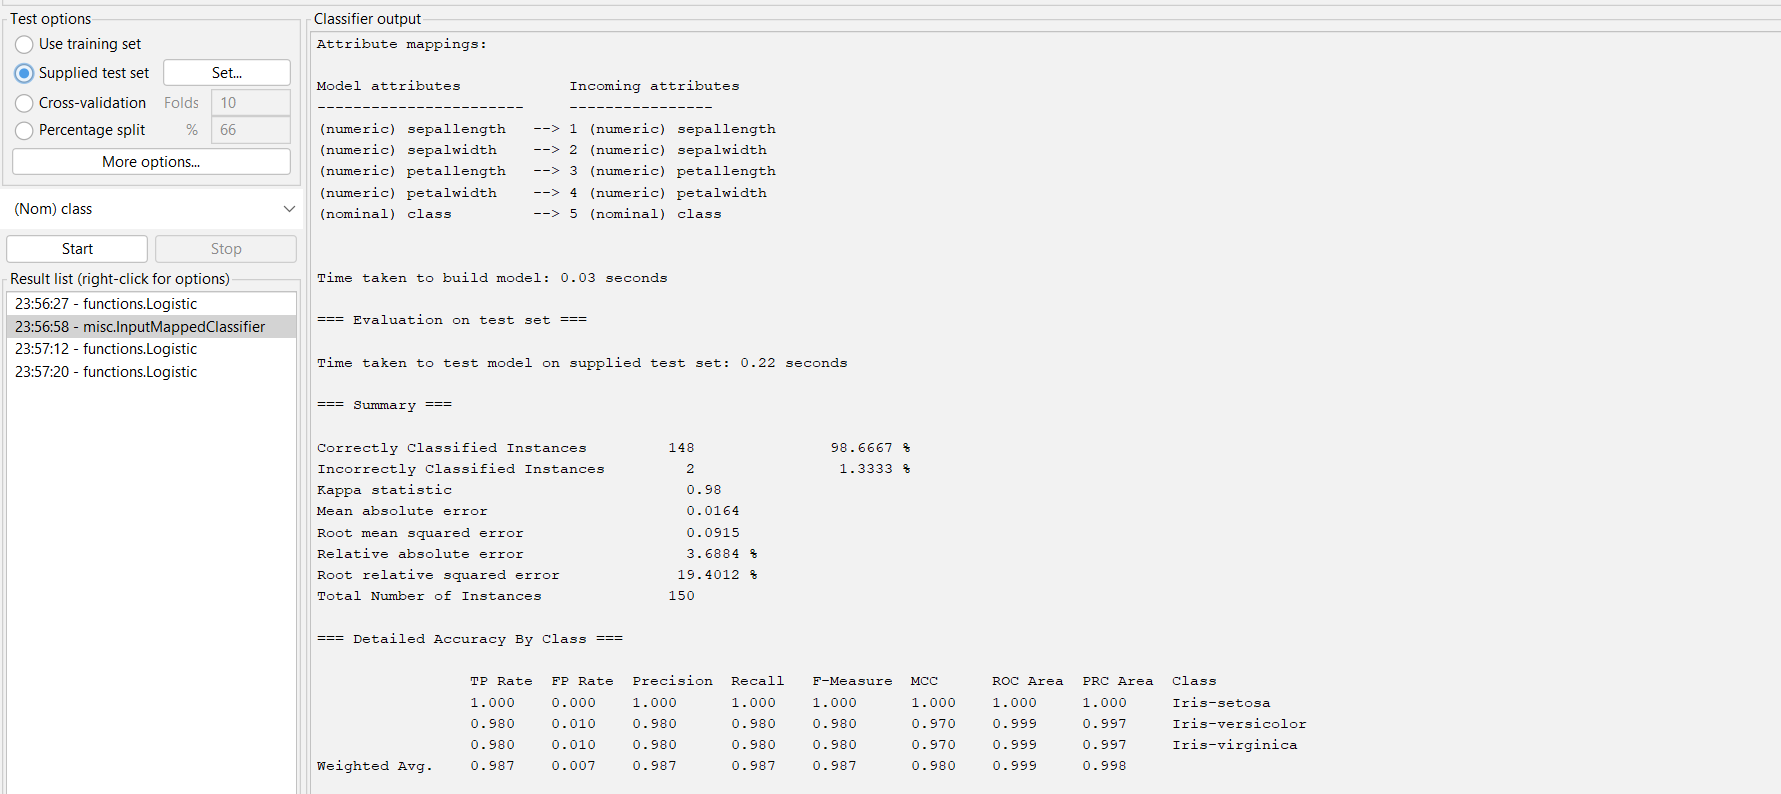 Test options
Use training set
Supplied test set Set...
Cross-validation Folds 10
Percentage split % 66
More options...
(Nom) class
Start Stop
Result list (right-click for options)
23:56:27 - functions.Logistic
23:56:58 - misc.InputMappedClassifier
23:57:12 - functions.Logistic
23:57:20 - functions.Logistic
Classifier output
Attribute mappings:
Model attributes Incoming attributes
----------------------- ----------------
(numeric) sepallength --> 1 (numeric) sepallength
(numeric) sepalwidth --> 2 (numeric) sepalwidth
(numeric) petallength --> 3 (numeric) petallength
(numeric) petalwidth --> 4 (numeric) petalwidth
(nominal) class --> 5 (nominal) class
Time taken to build model: 0.03 seconds
=== Evaluation on test set ===
Time taken to test model on supplied test set: 0.22 seconds
=== Summary ===
Correctly Classified Instances 148 98.6667 %
Incorrectly Classified Instances 2 1.3333 %
Kappa statistic 0.98
Mean absolute error 0.0164
Root mean squared error 0.0915
Relative absolute error 3.6884 %
Root relative squared error 19.4012 %
Total Number of Instances 150
=== Detailed Accuracy By Class ===
TP Rate FP Rate Precision Recall F-Measure MCC ROC Area PRC Area Class
1.000 0.000 1.000 1.000 1.000 1.000 1.000 1.000 Iris-setosa
0.980 0.010 0.980 0.980 0.980 0.970 0.999 0.997 Iris-versicolor
0.980 0.010 0.980 0.980 0.980 0.970 0.999 0.997 Iris-virginica
Weighted Avg. 0.987 0.007 0.987 0.987 0.987 0.980 0.999 0.998